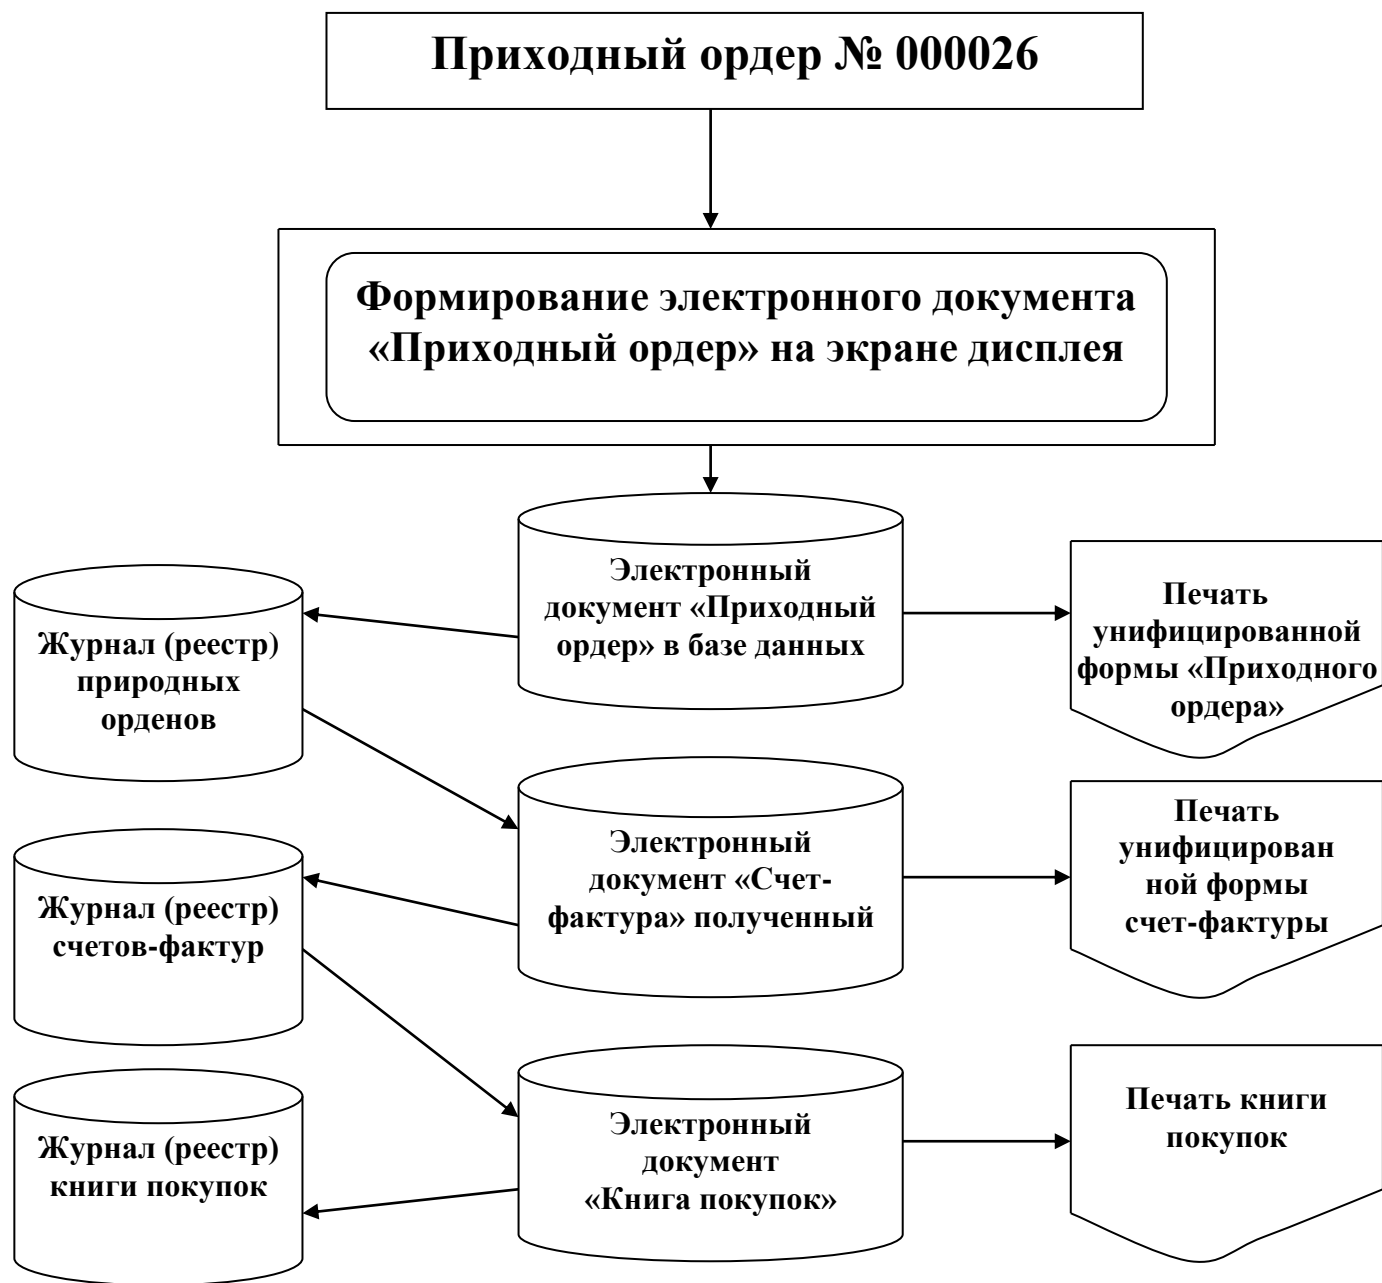 Приходный ордер № 000026
Формирование электронного документа
«Приходный ордер» на экране дисплея
Электронный
документ «Приходный
ордер» в базе данных
Печать
унифицированной
формы «Приходного
ордера»
Журнал (реестр)
природных
орденов
Электронный
документ «Счет-
фактура» полученный
Печать
унифицирован
ной формы
счет-фактуры
Журнал (реестр)
счетов-фактур
Электронный
документ
«Книга покупок»
Печать книги
покупок
Журнал (реестр)
книги покупок